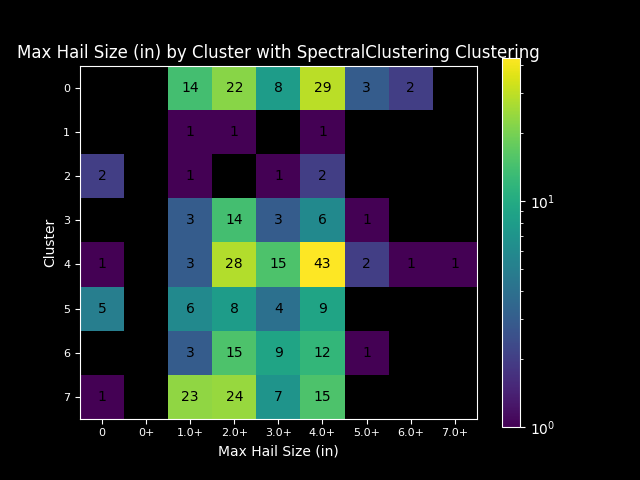 Max Hail Size (in) by Cluster with SpectralClustering Clustering
0 14 22 8 29 3 2
1 1 1 1
2 2 1 1 2
3 3 14 3 6 1
4 1 3 28 15 43 2 1 1
5 5 6 8 4 9
6 3 15 9 12 1
7 1 23 24 7 15
0 0+ 1.0+ 2.0+ 3.0+ 4.0+ 5.0+ 6.0+ 7.0+
Max Hail Size (in)
Cluster
10¹
10⁰